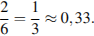 2/6 = 1/3 ≈ 0,33.